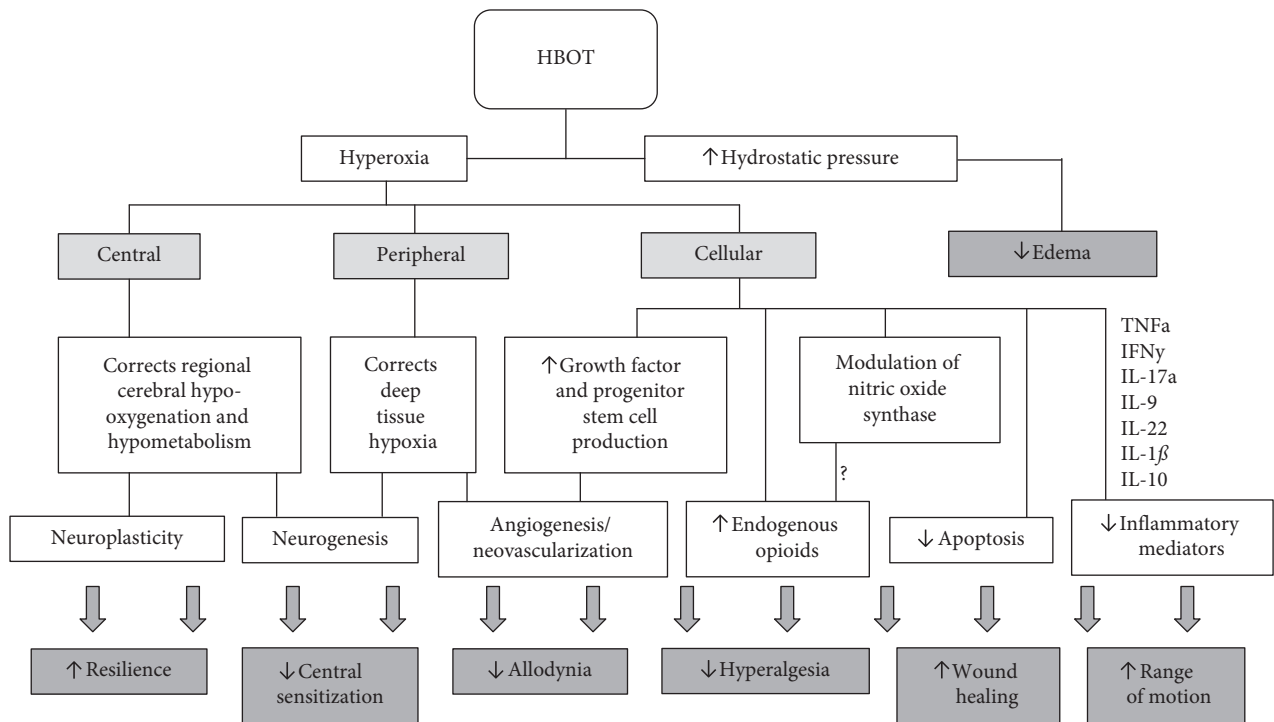 HBOT
Hyperoxia
↑Hydrostatic pressure
Central
Peripheral
Cellular
↓Edema
Corrects regional
cerebral hypo-
oxygenation and
hypometabolism
Corrects
deep
tissue
hypoxia
↑Growth factor
and progenitor
stem cell
production
Modulation of
nitric oxide
synthase
TNFa
IFNy
IL-17a
IL-9
IL-22
IL-1ß
IL-10
?
Neuroplasticity
Neurogenesis
Angiogenesis/
neovascularization
↑Endogenous
opioids
↓Apoptosis
↓Inflammatory
mediators
↑Resilience
↓Central
sensitization
↓Allodynia
↓Hyperalgesia
↑Wound
healing
↑Range
of motion